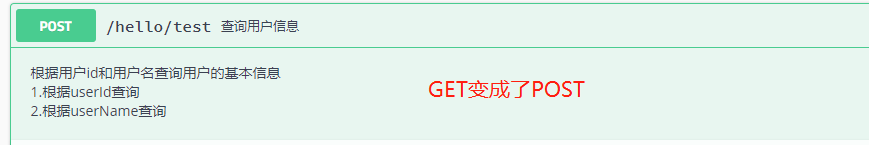 POST /hello/test 查询用户信息
根据用户id和用户名查询用户的基本信息
1.根据userId查询
GET变成了POST
2.根据userName查询